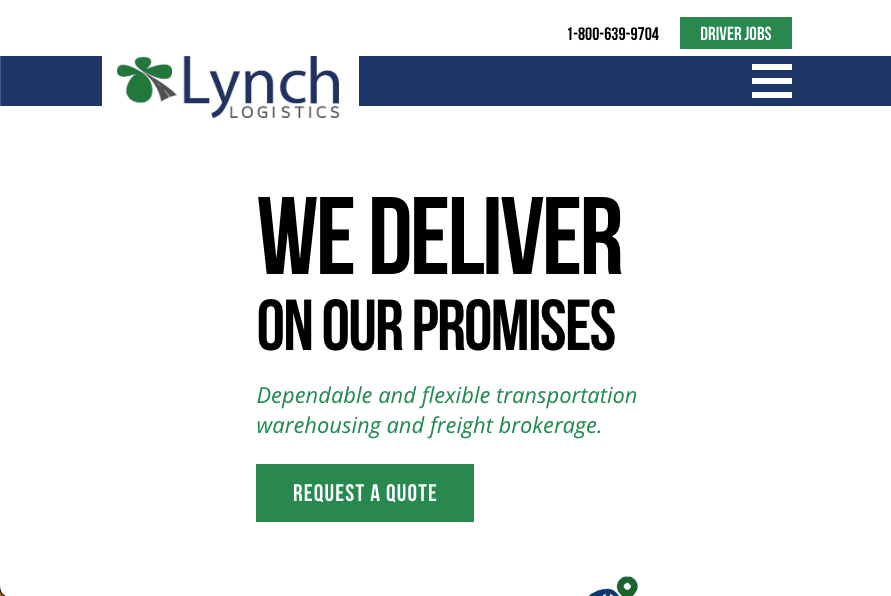 1-800-639-9704
DRIVER JOBS
Lynch
LOGISTICS
WE DELIVER
ON OUR PROMISES
Dependable and flexible transportation
warehousing and freight brokerage.
REQUEST A QUOTE